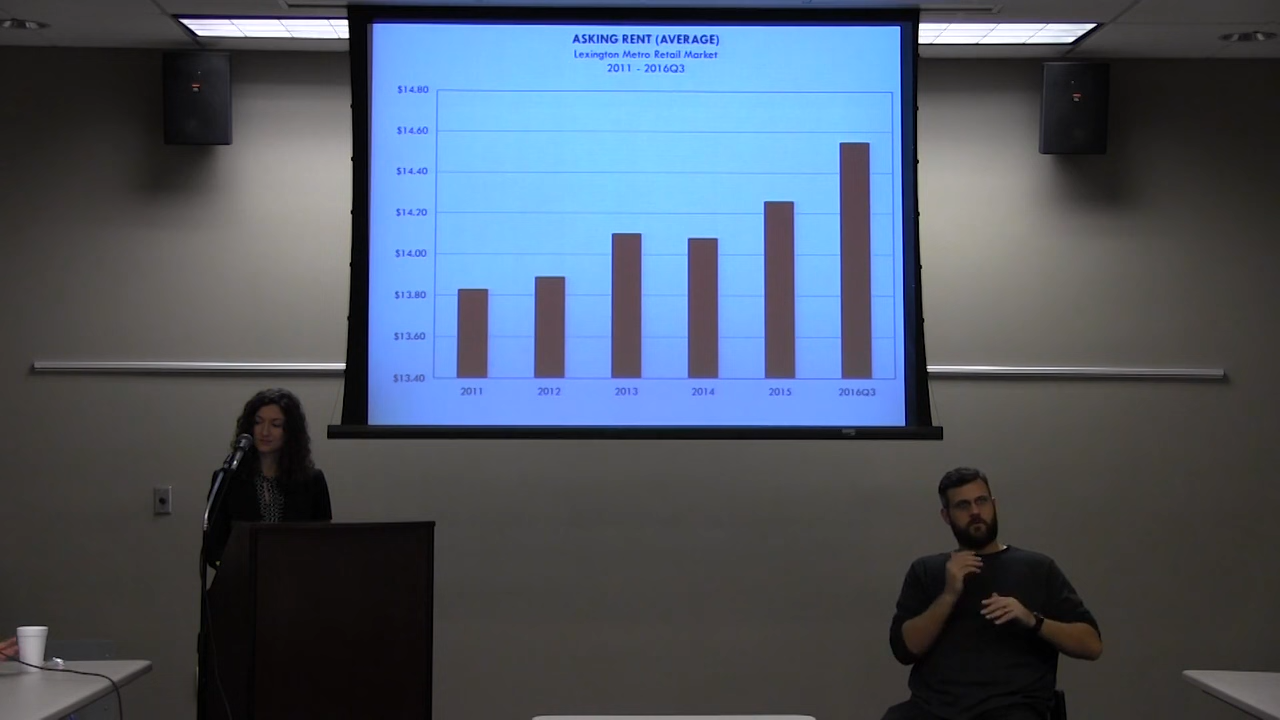 ASKING RENT (AVERAGE)
Lexington Metro Retail Market
2011 - 2016Q3
$14.80
$14.60
$14.40
$14.20
$14.00
$13.80
$13.60
$13.40
2011 2012 2013 2014 2015 2016Q3